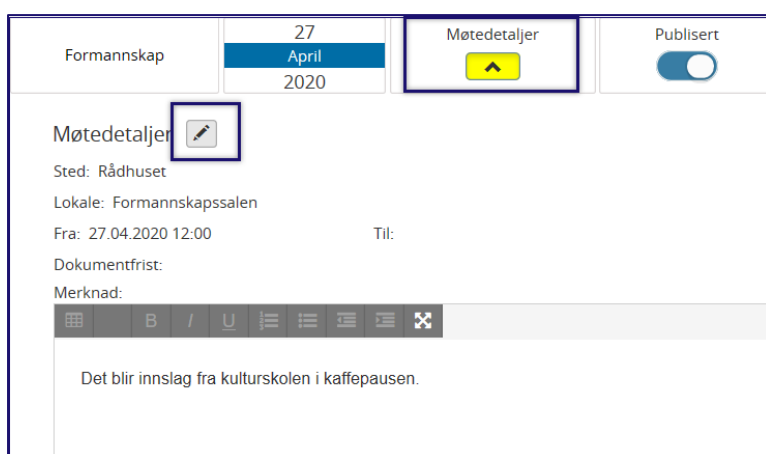 Formannskap
27
April
2020
Møtedetaljer
Publisert
Møtedetaljer
Sted: Rådhuset
Lokale: Formannskapssalen
Fra: 27.04.2020 12:00 Til:
Dokumentfrist:
Merknad:
B I U
Det blir innslag fra kulturskolen i kaffepausen.